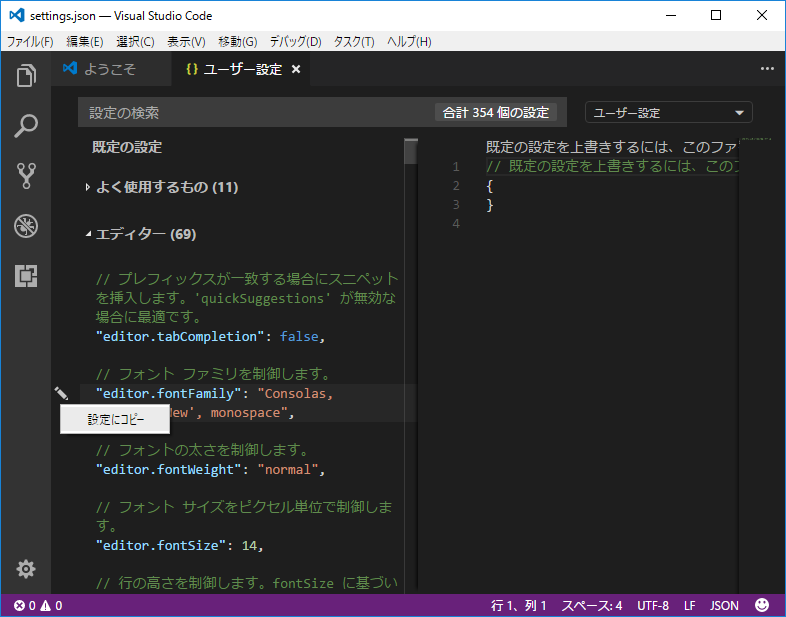 settings.json — Visual Studio Code
ファイル(F) 編集(E) 選択(C) 表示(V) 移動(G) デバッグ(D) タスク(T) ヘルプ(H)
ようこそ {} ユーザー設定
設定の検索 合計 354 個の設定 ユーザー設定
既定の設定
よく使用するもの (11)
エディター (69)
// プレフィックスが一致する場合にスニペット
を挿入します。'quickSuggestions' が無効な
場合に最適です。
"editor.tabCompletion": false,
// フォント ファミリを制御します。
"editor.fontFamily": "Consolas,
New', monospace",
設定にコピー
// フォントの太さを制御します。
"editor.fontWeight": "normal",
// フォント サイズをピクセル単位で制御しま
す。
"editor.fontSize": 14,
// 行の高さを制御します。fontSize に基づい
既定の設定を上書きするには、このファ
1 // 既定の設定を上書きするには、この
2 {
3 }
4
0 0 行 1、列 1 スペース: 4 UTF-8 LF JSON